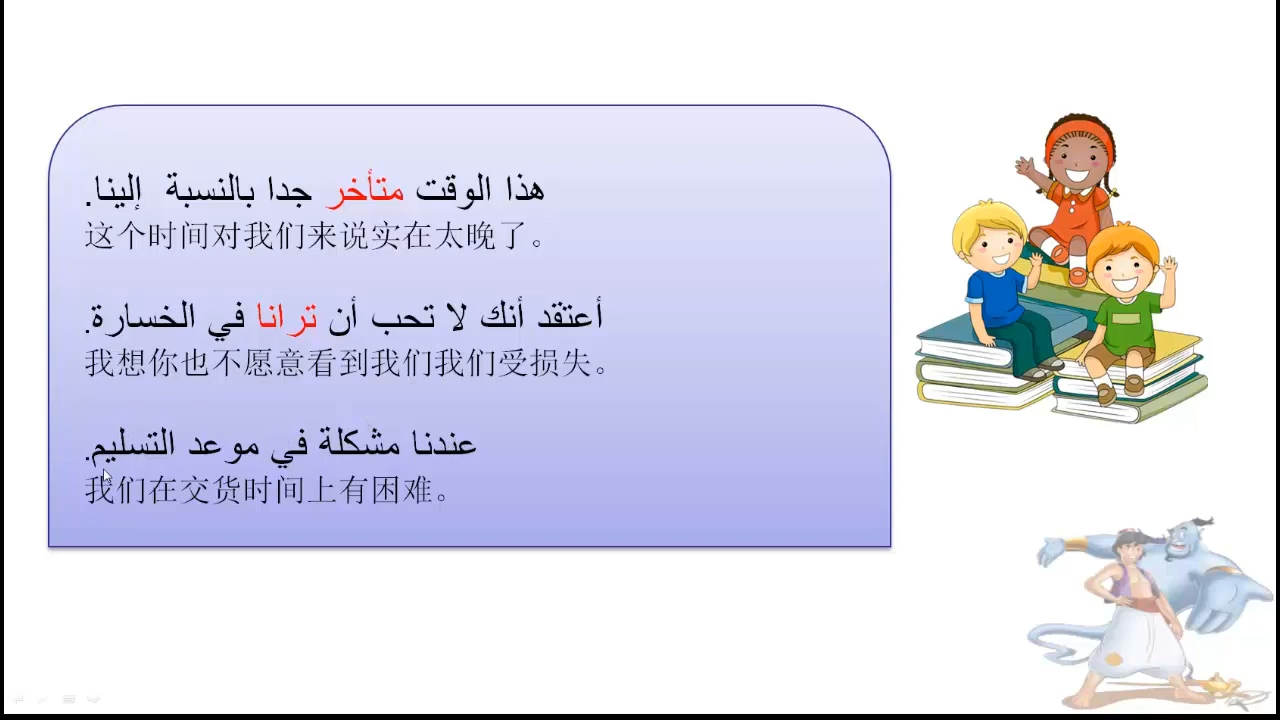 هذا الوقت متأخر جدا بالنسبة إلينا.
这个时间对我们来说实在太晚了。
أعتقد أنك لا تحب أن ترانا في الخسارة.
我想你也不愿意看到我们我们受损失。
عندنا مشكلة في موعد التسليم.
我们在交货时间上有困难。